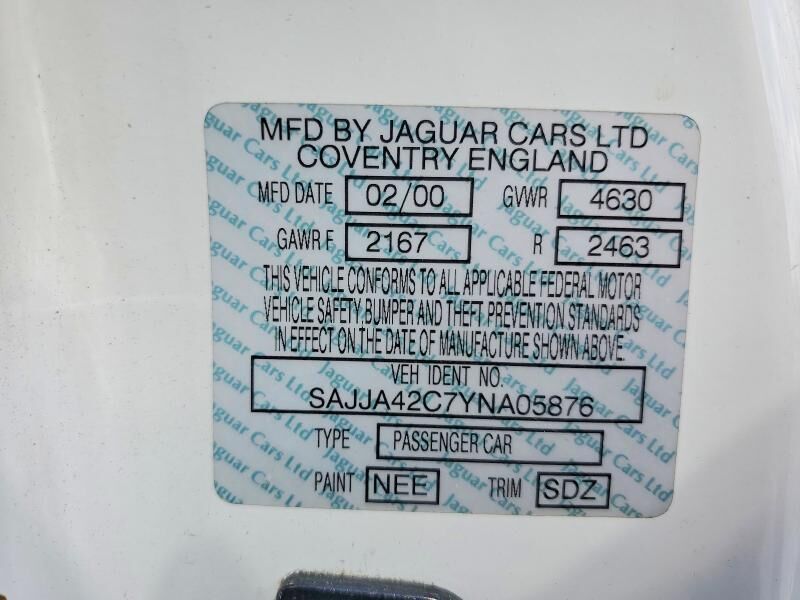 MFD BY JAGUAR CARS LTD
COVENTRY ENGLAND
MFD DATE 02/00 GVWR 4630
GAWR F 2167 R 2463
THIS VEHICLE CONFORMS TO ALL APPLICABLE FEDERAL MOTOR
VEHICLE SAFETY, BUMPER AND THEFT PREVENTION STANDARDS
IN EFFECT ON THE DATE OF MANUFACTURE SHOWN ABOVE.
VEH IDENT NO.
SAJJA42C7YNA05876
TYPE PASSENGER CAR
PAINT NEE TRIM SDZ